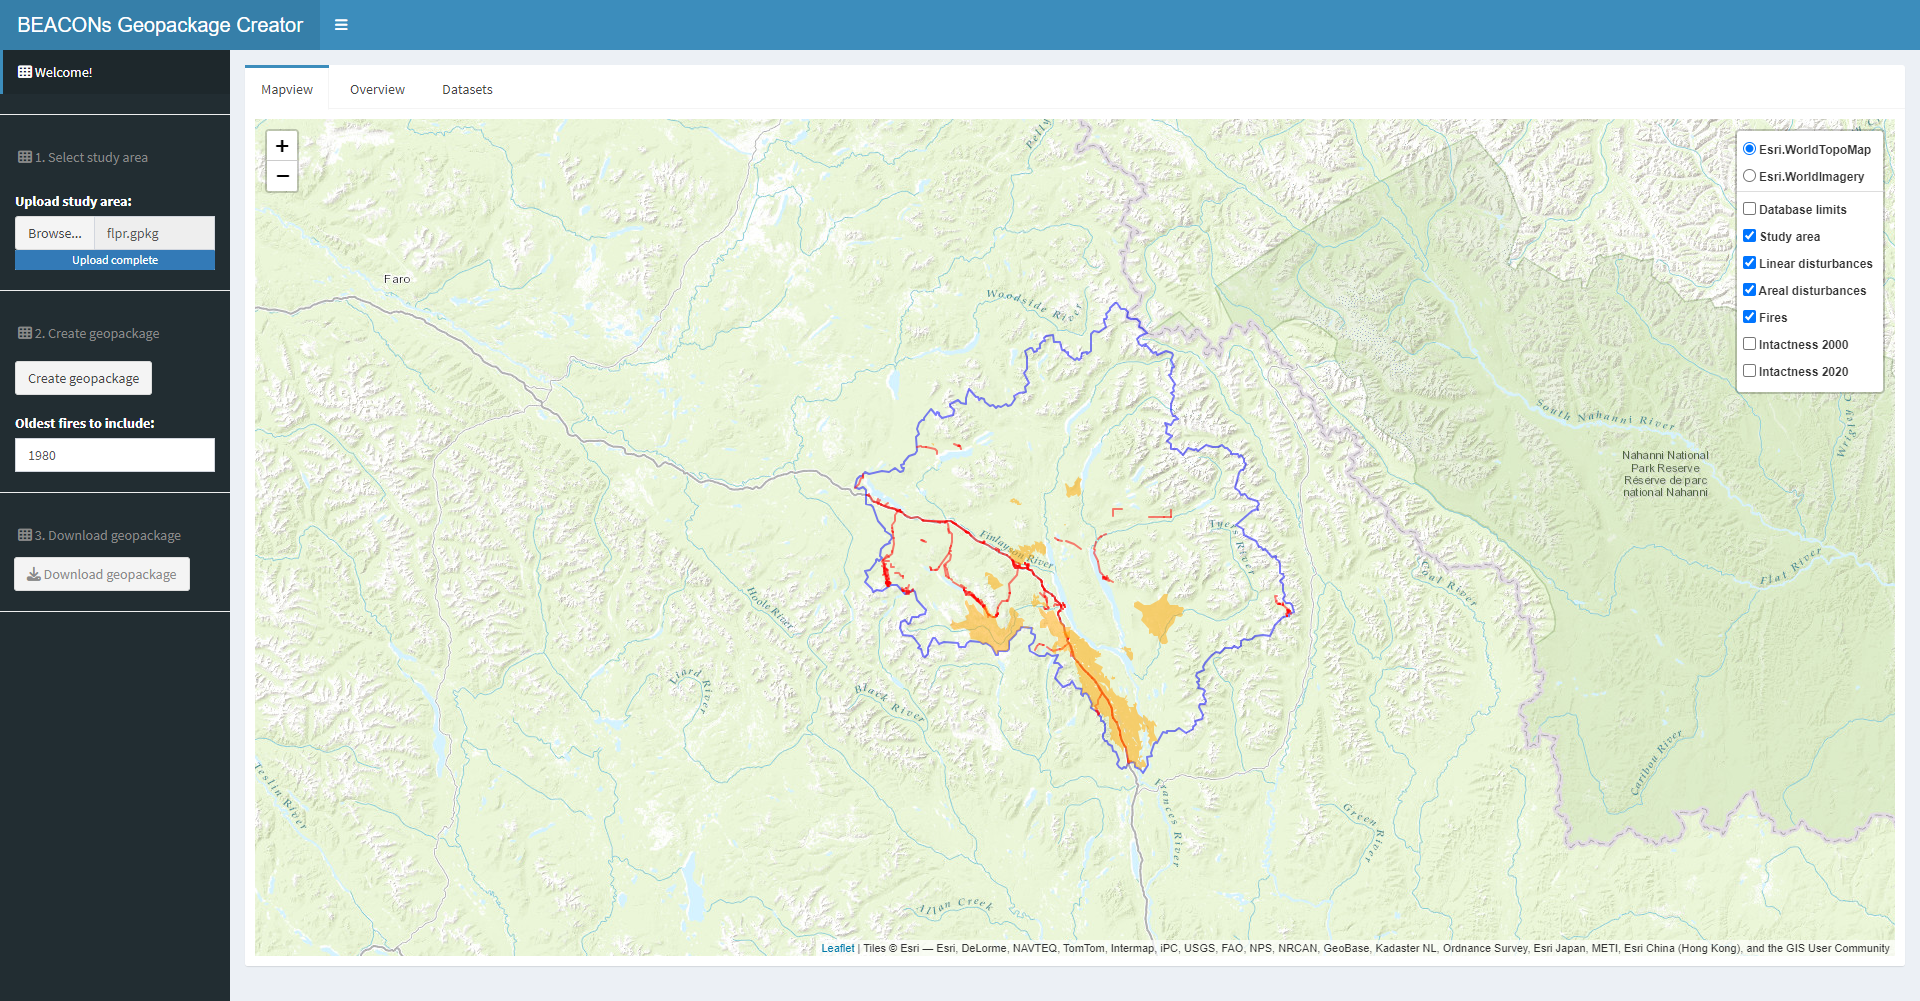 BEACONs Geopackage Creator
Welcome!
1. Select study area
Upload study area:
Browse...
flpr.gpkg
Upload complete
2. Create geopackage
Create geopackage
Oldest fires to include:
1980
3. Download geopackage
Download geopackage
Mapview
Overview
Datasets
+
−
Esri.WorldTopoMap
Esri.WorldImagery
Database limits
Study area
Linear disturbances
Areal disturbances
Fires
Intactness 2000
Intactness 2020
Pelly
Faro
Woodside River
South Nahanni River
Nahanni National
Park Reserve
Réserve de parc
national Nahanni
Finlayson River
River
Flat River
Coal River
Hoole River
Liard River
Black River
Caribou River
Teslin River
Frances River
Green River
Allan Creek
Leaflet | Tiles © Esri — Esri, DeLorme, NAVTEQ, TomTom, Intermap, iPC, USGS, FAO, NPS, NRCAN, GeoBase, Kadaster NL, Ordnance Survey, Esri Japan, METI, Esri China (Hong Kong), and the GIS User Community